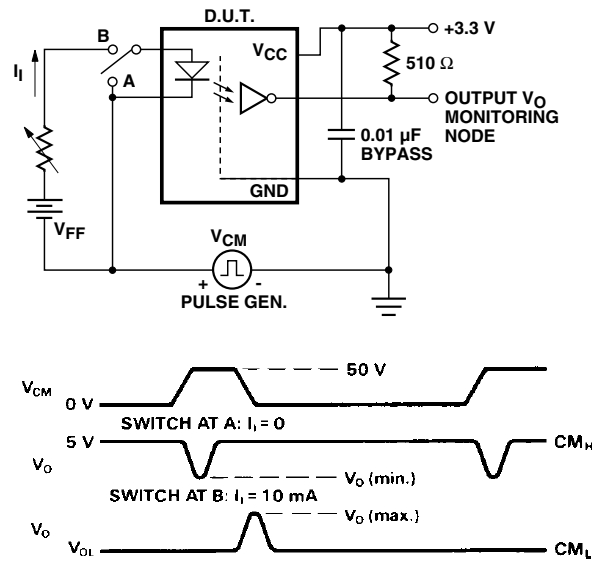 D.U.T.
B
V_CC
+3.3 V
I_I
A
510 Ω
OUTPUT V_O
MONITORING
NODE
0.01 µF
BYPASS
GND
V_FF
V_CM
+ -
PULSE GEN.
50 V
V_CM
0 V
SWITCH AT A: I_I = 0
5 V
CM_H
V_O
V_O (min.)
SWITCH AT B: I_I = 10 mA
V_O (max.)
V_O
V_OL
CM_L